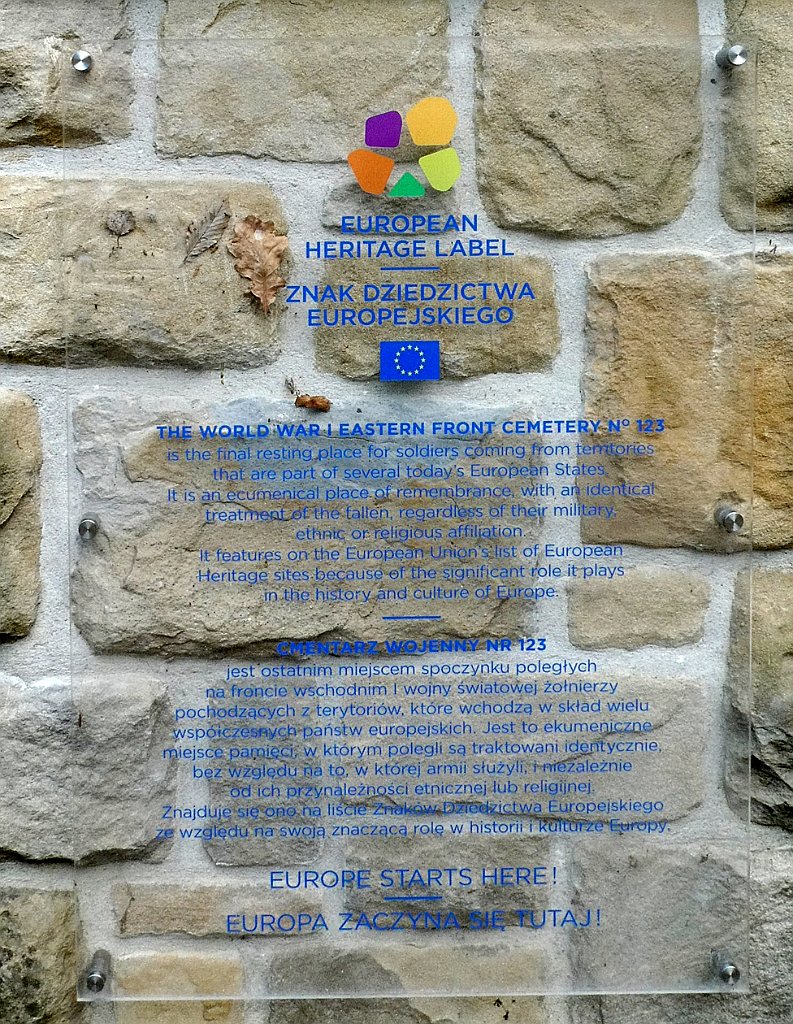 EUROPEAN
HERITAGE LABEL
ZNAK DZIEDZICTWA
EUROPEJSKIEGO
THE WORLD WAR I EASTERN FRONT CEMETERY Nº 123
is the final resting place for soldiers coming from territories
that are part of several today's European States.
It is an ecumenical place of remembrance, with an identical
treatment of the fallen, regardless of their military,
ethnic or religious affiliation.
It features on the European Union's list of European
Heritage sites because of the significant role it plays
in the history and culture of Europe.
CMENTARZ WOJENNY NR 123
jest ostatnim miejscem spoczynku poległych
na froncie wschodnim I wojny światowej żołnierzy
pochodzących z terytoriów, które wchodzą w skład wielu
współczesnych państw europejskich. Jest to ekumeniczne
miejsce pamięci, w którym polegli są traktowani identycznie,
bez względu na to, w której armii służyli, i niezależnie
od ich przynależności etnicznej lub religijnej.
Znajduje się ono na liście Znaków Dziedzictwa Europejskiego
ze względu na swoją znaczącą rolę w historii i kulturze Europy.
EUROPE STARTS HERE!
EUROPA ZACZYNA SIĘ TUTAJ!